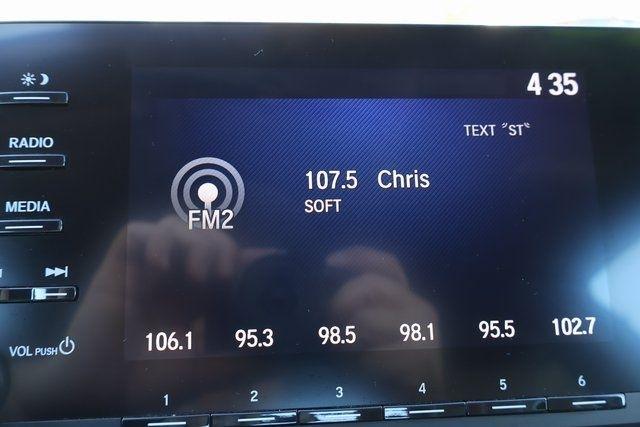 4 35
RADIO
TEXT "ST"
107.5 Chris
SOFT
MEDIA
FM2
106.1 95.3 98.5 98.1 95.5 102.7
VOL PUSH
1 2 3 4 5 6